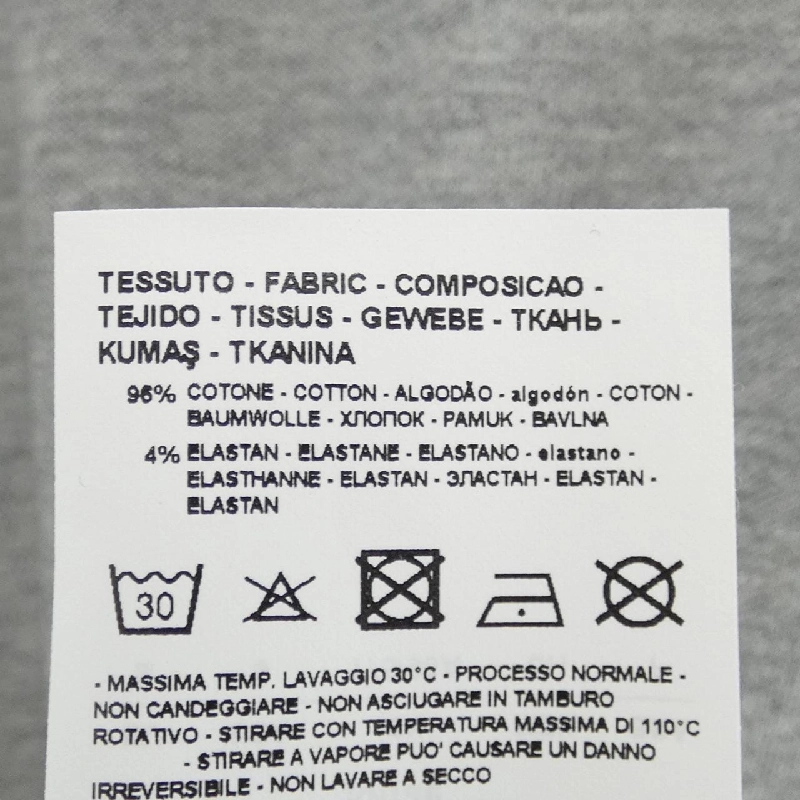 TESSUTO - FABRIC - COMPOSICAO -
TEJIDO - TISSUS - GEWEBE - ТКАНЬ -
KUMAŞ - TKANINA
96% COTONE - COTTON - ALGODÃO - algodón - COTON -
BAUMWOLLE - ХЛОПОК - PAMUK - BAVLNA
4% ELASTAN - ELASTANE - ELASTANO - elastano -
ELASTHANNE - ELASTAN - ЭЛАСТАН - ELASTAN -
ELASTAN
30
- MASSIMA TEMP. LAVAGGIO 30°C - PROCESSO NORMALE -
NON CANDEGGIARE - NON ASCIUGARE IN TAMBURO
ROTATIVO - STIRARE CON TEMPERATURA MASSIMA DI 110°C
- STIRARE A VAPORE PUO' CAUSARE UN DANNO
IRREVERSIBILE - NON LAVARE A SECCO